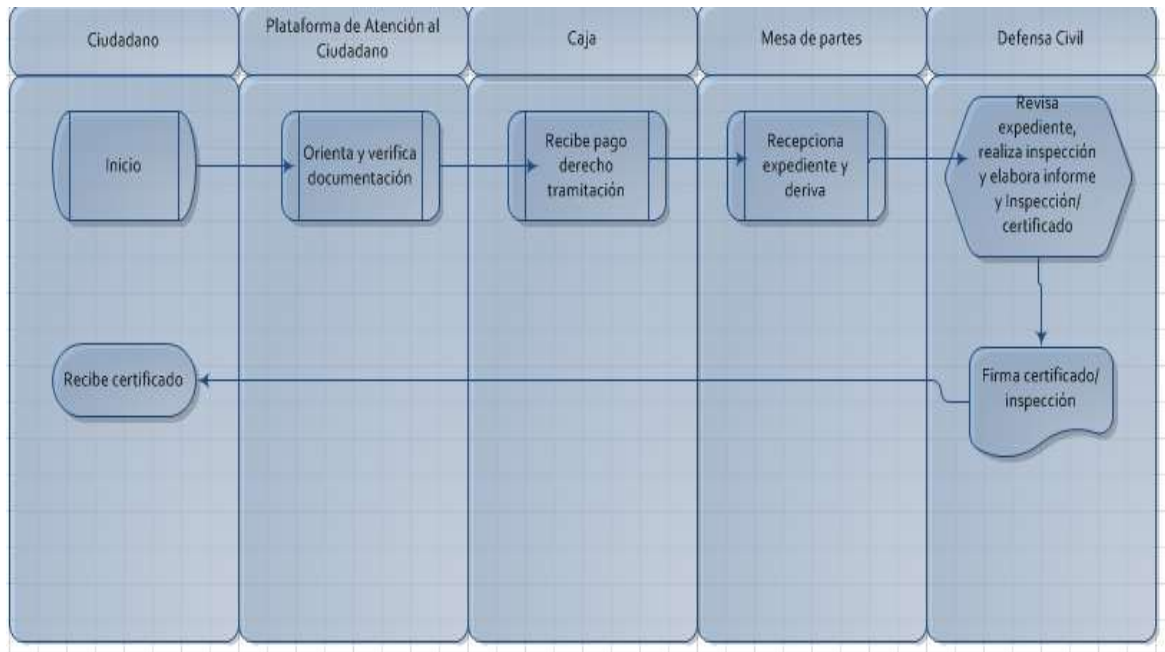 Ciudadano
Plataforma de Atención al
Ciudadano
Caja
Mesa de partes
Defensa Civil
Inicio
Orienta y verifica
documentación
Recibe pago
derecho
tramitación
Recepciona
expediente y
deriva
Revisa
expediente,
realiza inspección
y elabora informe
y Inspección/
certificado
Recibe certificado
Firma certificado/
inspección